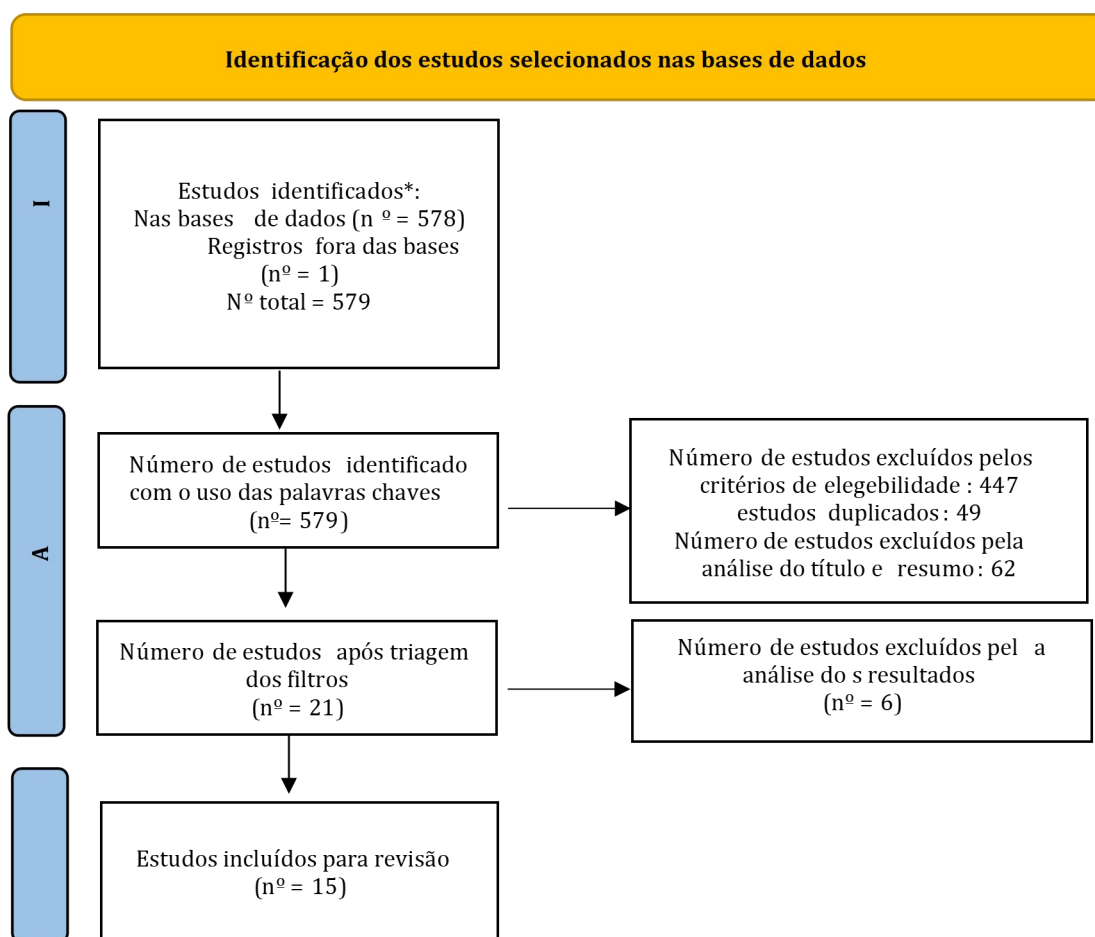 Identificação dos estudos selecionados nas bases de dados
I
Estudos identificados*:
Nas bases de dados (n º = 578)
Registros fora das bases
(nº = 1)
Nº total = 579
A
Número de estudos identificado
com o uso das palavras chaves
(nº= 579)
Número de estudos excluídos pelos
critérios de elegebilidade : 447
estudos duplicados : 49
Número de estudos excluídos pela
análise do título e resumo : 62
Número de estudos após triagem
dos filtros
(nº = 21)
Número de estudos excluídos pel a
análise do s resultados
(nº = 6)
Estudos incluídos para revisão
(nº = 15)